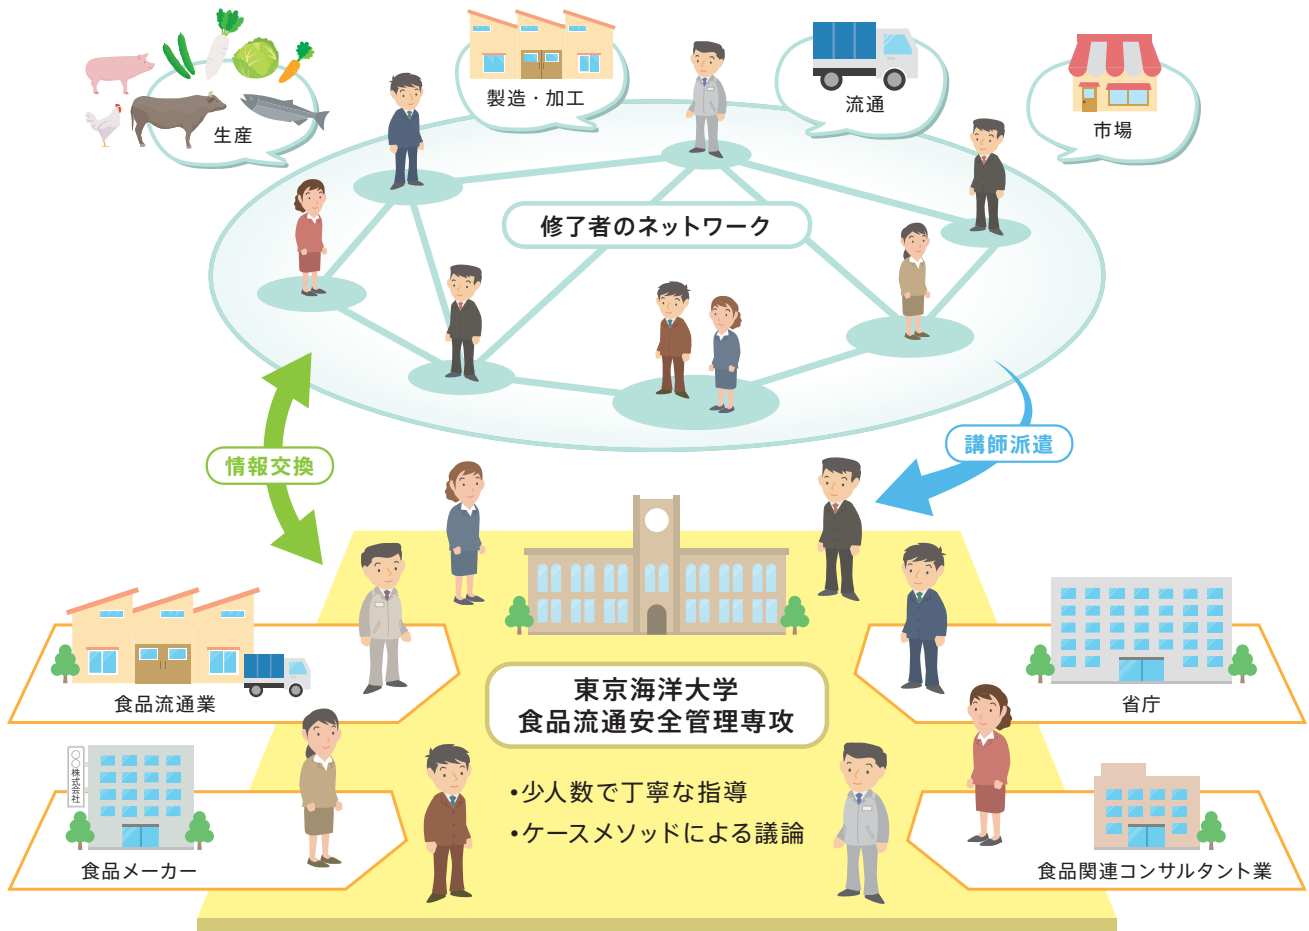 生産
製造・加工
流通
市場
修了者のネットワーク
情報交換
講師派遣
食品流通業
東京海洋大学
食品流通安全管理専攻
省庁
○○株式会社
・少人数で丁寧な指導
・ケースメソッドによる議論
食品メーカー
食品関連コンサルタント業